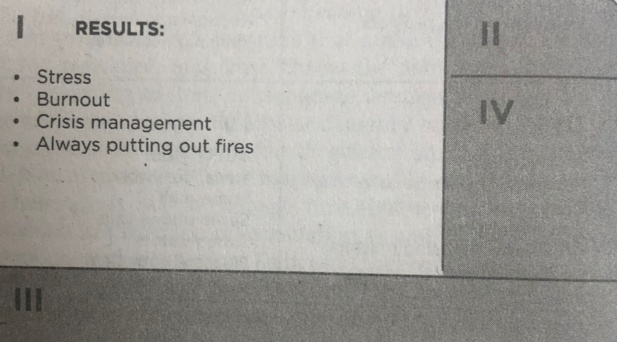 I RESULTS:
II
• Stress
• Burnout
• Crisis management
• Always putting out fires
IV
III